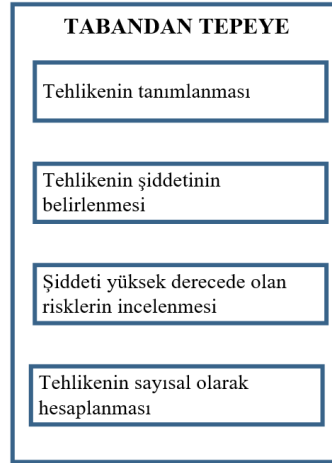 TABANDAN TEPEYE
Tehlikenin tanımlanması
Tehlikenin şiddetinin
belirlenmesi
Şiddeti yüksek derecede olan
risklerin incelenmesi
Tehlikenin sayısal olarak
hesaplanması